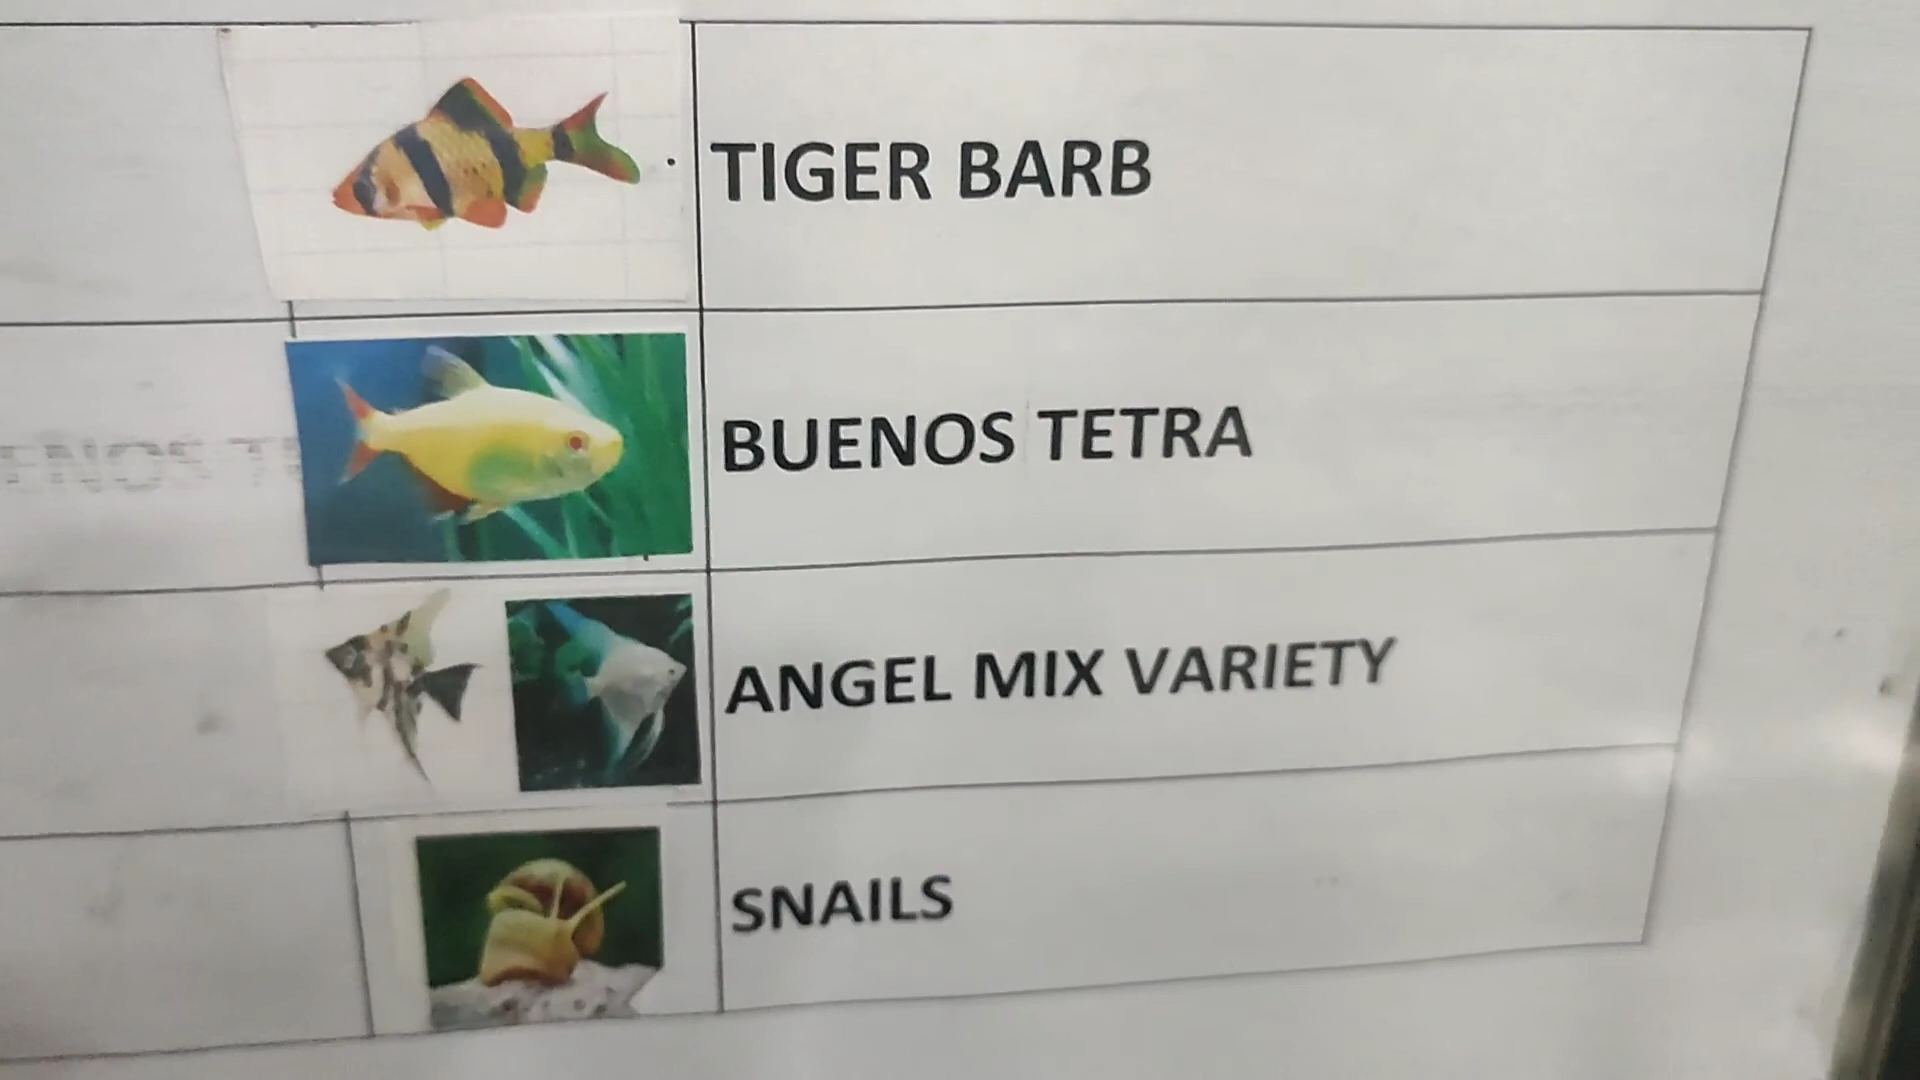 TIGER BARB
BUENOS TETRA
ANGEL MIX VARIETY
SNAILS